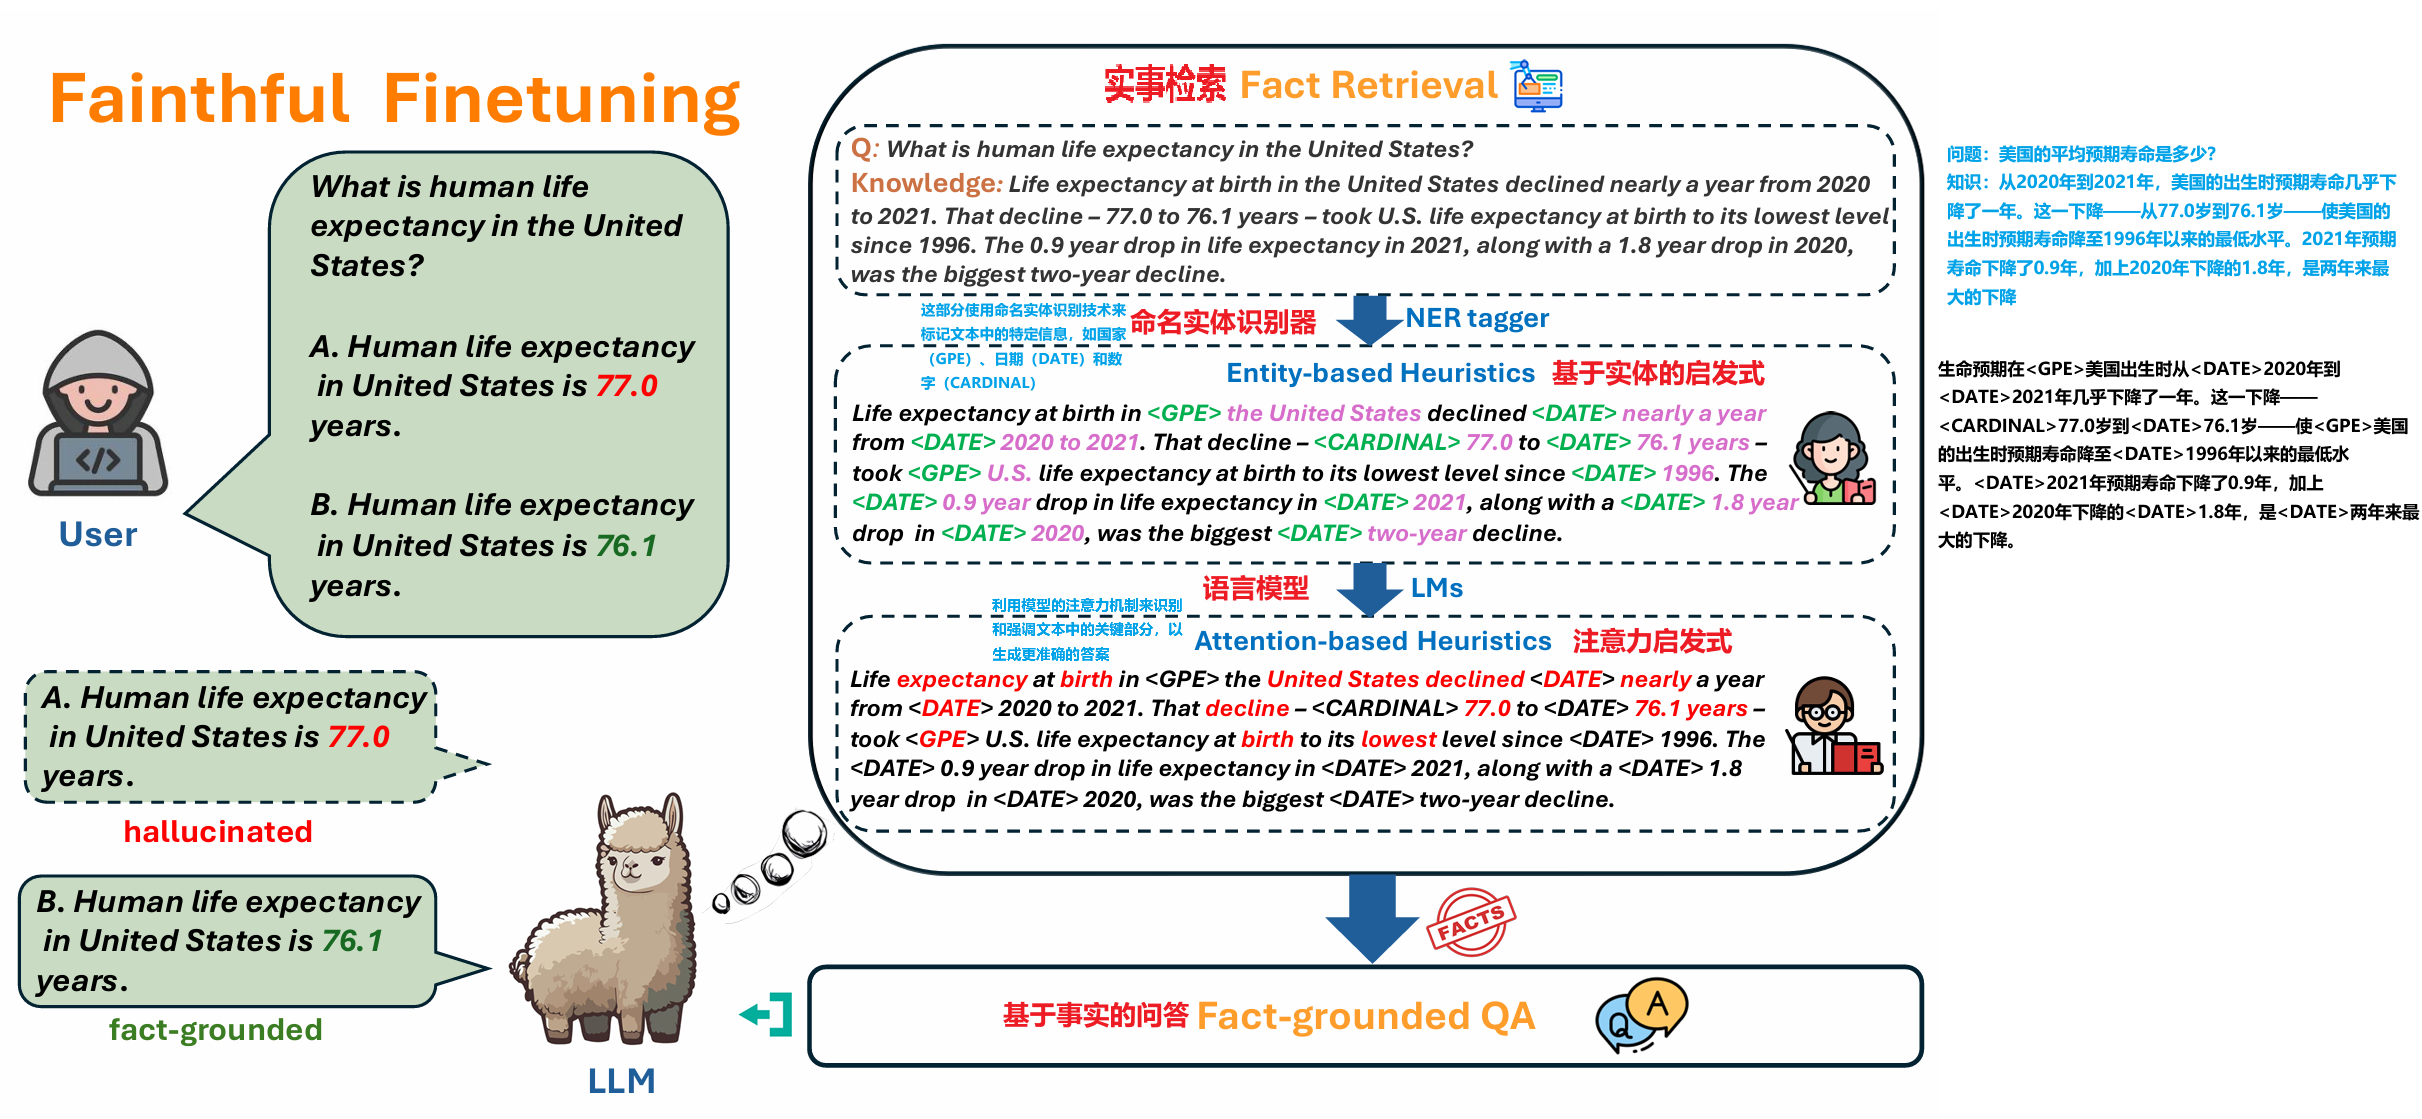 Fainthful Finetuning
What is human life
expectancy in the United
States?
A. Human life expectancy
in United States is 77.0
years.
B. Human life expectancy
in United States is 76.1
years.
User
A. Human life expectancy
in United States is 77.0
years.
hallucinated
B. Human life expectancy
in United States is 76.1
years.
fact-grounded
LLM
实事检索 Fact Retrieval
Q: What is human life expectancy in the United States?
Knowledge: Life expectancy at birth in the United States declined nearly a year from 2020
to 2021. That decline – 77.0 to 76.1 years – took U.S. life expectancy at birth to its lowest level
since 1996. The 0.9 year drop in life expectancy in 2021, along with a 1.8 year drop in 2020,
was the biggest two-year decline.
这部分使用命名实体识别技术来
标记文本中的特定信息，如国家
（GPE）、日期（DATE）和数
字（CARDINAL）
命名实体识别器 NER tagger
Entity-based Heuristics 基于实体的启发式
Life expectancy at birth in <GPE> the United States declined <DATE> nearly a year
from <DATE> 2020 to 2021. That decline – <CARDINAL> 77.0 to <DATE> 76.1 years –
took <GPE> U.S. life expectancy at birth to its lowest level since <DATE> 1996. The
<DATE> 0.9 year drop in life expectancy in <DATE> 2021, along with a <DATE> 1.8 year
drop in <DATE> 2020, was the biggest <DATE> two-year decline.
语言模型 LMs
利用模型的注意力机制来识别
和强调文本中的关键部分，以
生成更准确的答案
Attention-based Heuristics 注意力启发式
Life expectancy at birth in <GPE> the United States declined <DATE> nearly a year
from <DATE> 2020 to 2021. That decline – <CARDINAL> 77.0 to <DATE> 76.1 years –
took <GPE> U.S. life expectancy at birth to its lowest level since <DATE> 1996. The
<DATE> 0.9 year drop in life expectancy in <DATE> 2021, along with a <DATE> 1.8
year drop in <DATE> 2020, was the biggest <DATE> two-year decline.
FACTS
基于事实的问答 Fact-grounded QA
Q A
问题：美国的平均预期寿命是多少？
知识：从2020年到2021年，美国的出生时预期寿命几乎下
降了一年。这一下降——从77.0岁到76.1岁——使美国的
出生时预期寿命降至1996年以来的最低水平。2021年预期
寿命下降了0.9年，加上2020年下降的1.8年，是两年来最
大的下降
生命预期在<GPE>美国出生时从<DATE>2020年到
<DATE>2021年几乎下降了一年。这一下降——
<CARDINAL>77.0岁到<DATE>76.1岁——使<GPE>美国
的出生时预期寿命降至<DATE>1996年以来的最低水
平。<DATE>2021年预期寿命下降了0.9年，加上
<DATE>2020年下降的<DATE>1.8年，是<DATE>两年来最
大的下降。